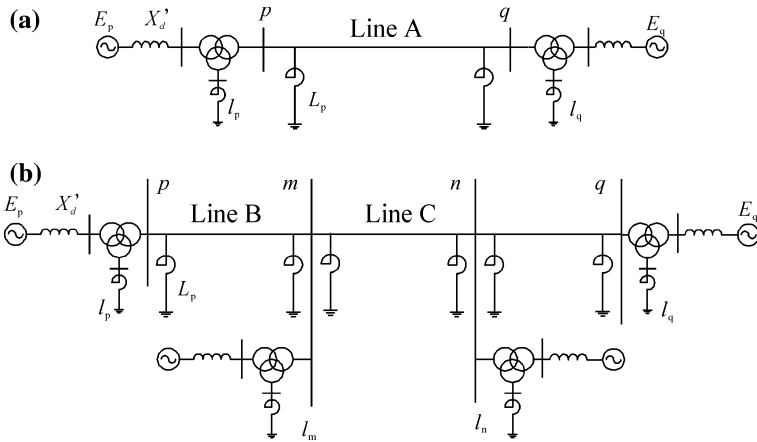 (a)
E_p X_d' p Line A q E_q
l_p L_p l_q
(b)
p m n q
E_p X_d' Line B Line C E_q
l_p L_p l_q
l_m l_n